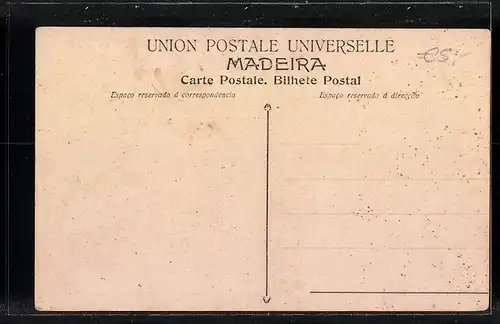 UNION POSTALE UNIVERSELLE
MADEIRA
Carte Postale. Bilhete Postal
Espaço reservado á correspondencia
Espaço reservado á direcção